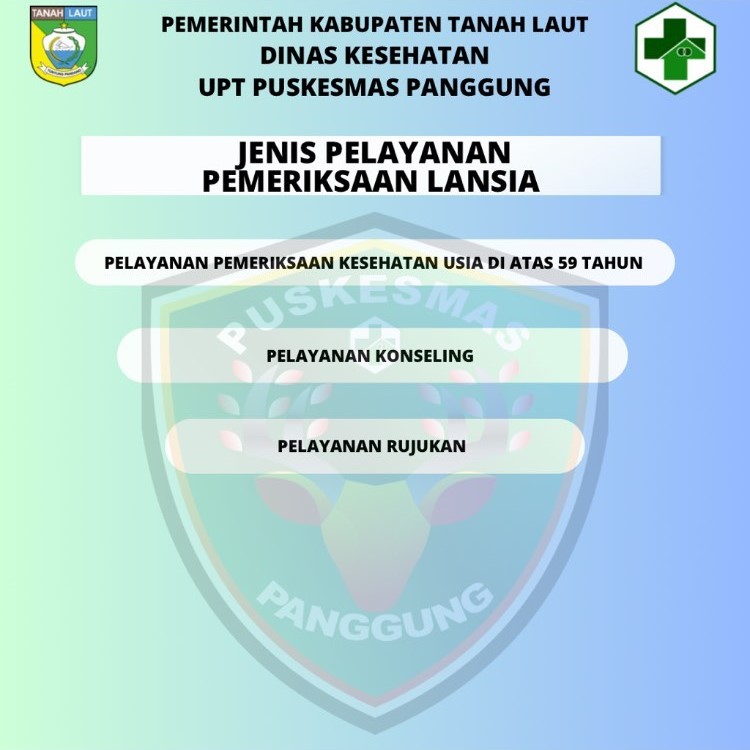 TANAH LAUT
PEMERINTAH KABUPATEN TANAH LAUT
DINAS KESEHATAN
UPT PUSKESMAS PANGGUNG
JENIS PELAYANAN
PEMERIKSAAN LANSIA
PELAYANAN PEMERIKSAAN KESEHATAN USIA DI ATAS 59 TAHUN
PUSKESMAS
PELAYANAN KONSELING
PELAYANAN RUJUKAN
PANGGUNG